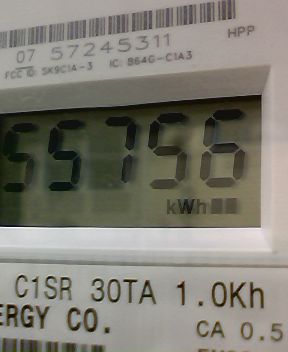 07 57245311 HPP
FCC ID: SK9C1A-3 IC: 864G-C1A3
55756
kWh
C1SR 30TA 1.0Kh
ERGY CO. CA 0.5